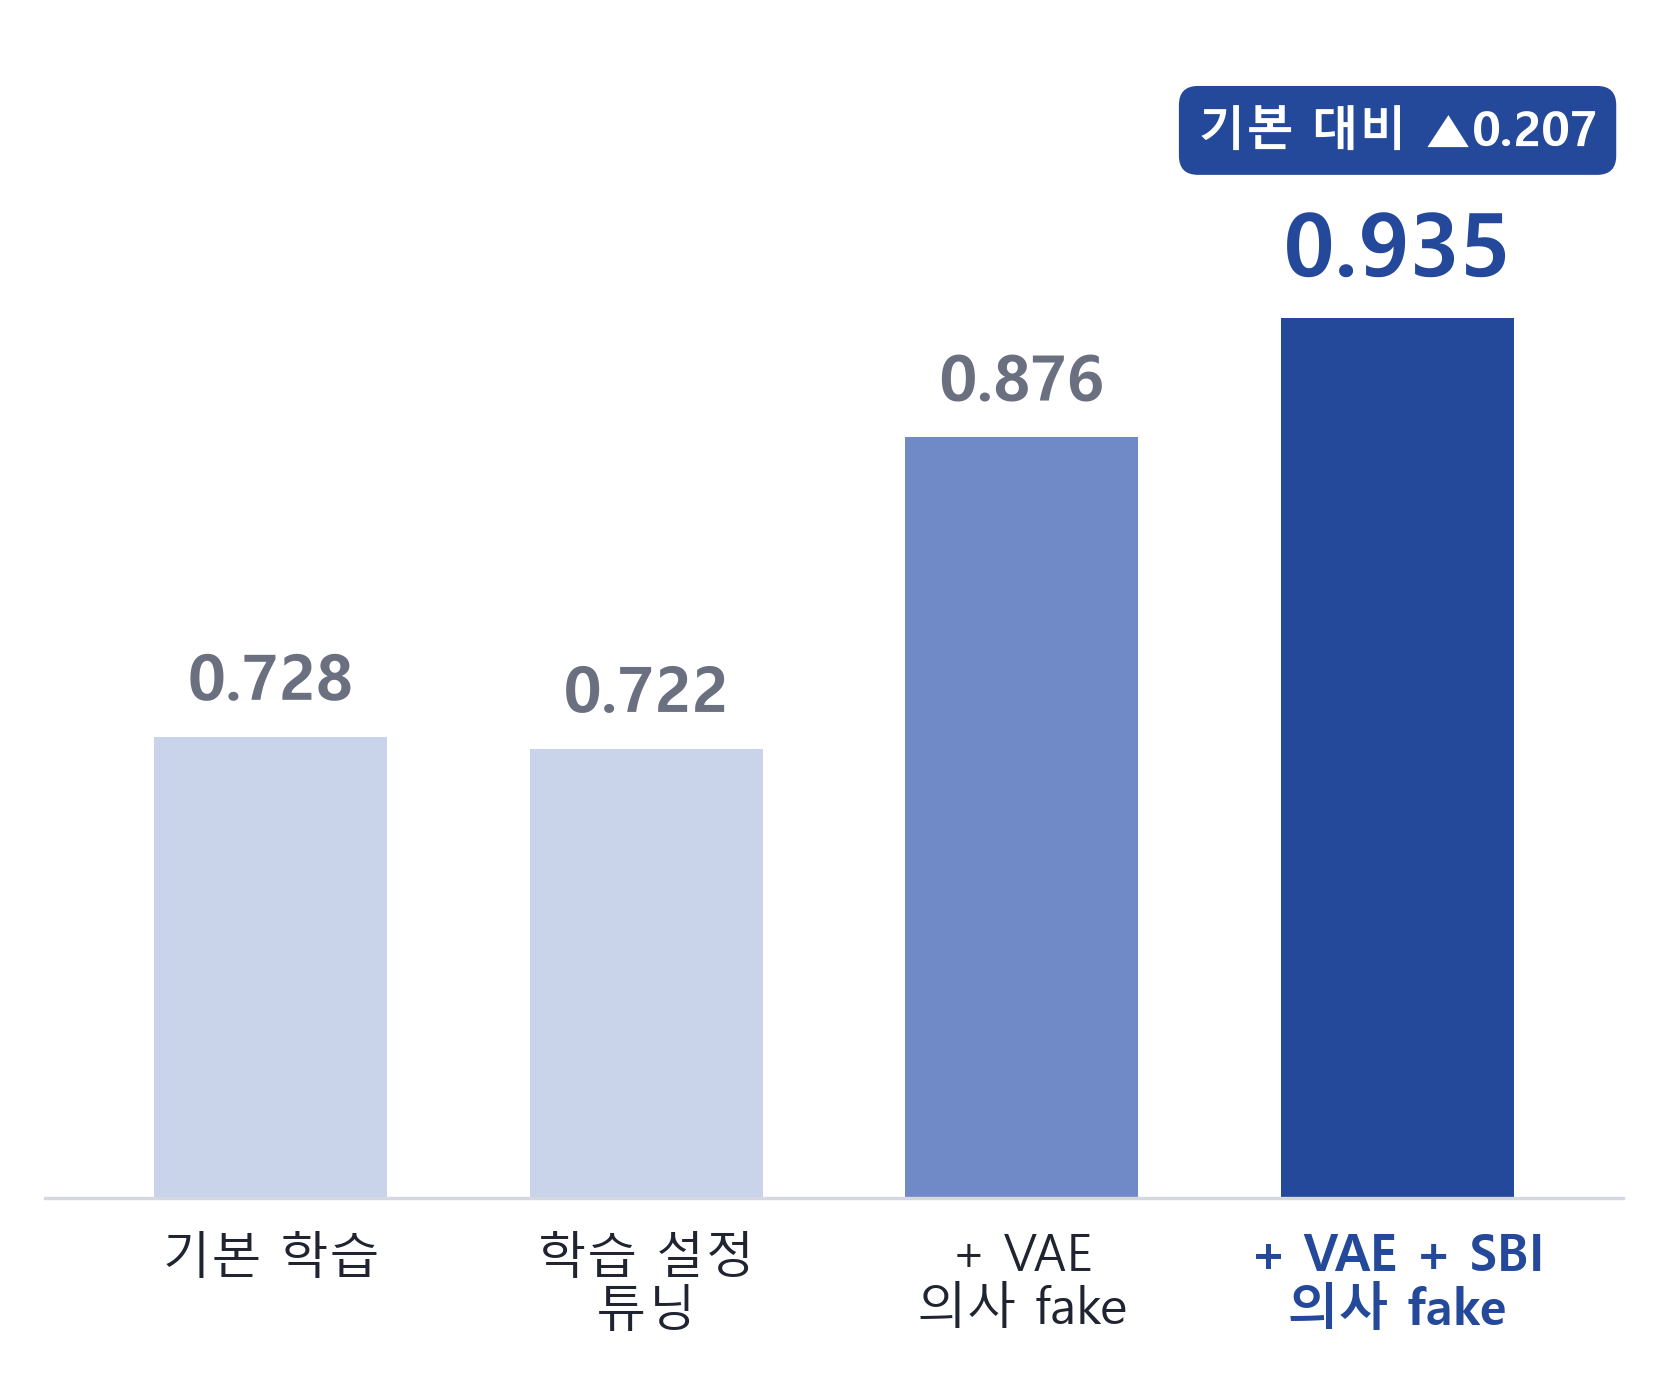 기본 대비 ▲0.207
0.935
0.876
0.728
0.722
기본 학습
학습 설정
튜닝
+ VAE
의사 fake
+ VAE + SBI
의사 fake